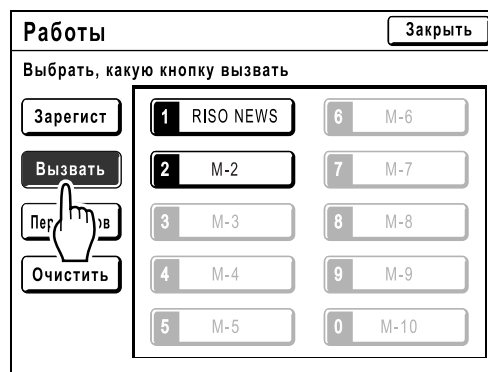 Работы
Закрыть
Выбрать, какую кнопку вызвать
Зарегист
Вызвать
Очистить
1 RISO NEWS
2 M-2
3 M-3
4 M-4
5 M-5
6 M-6
7 M-7
8 M-8
9 M-9
0 M-10